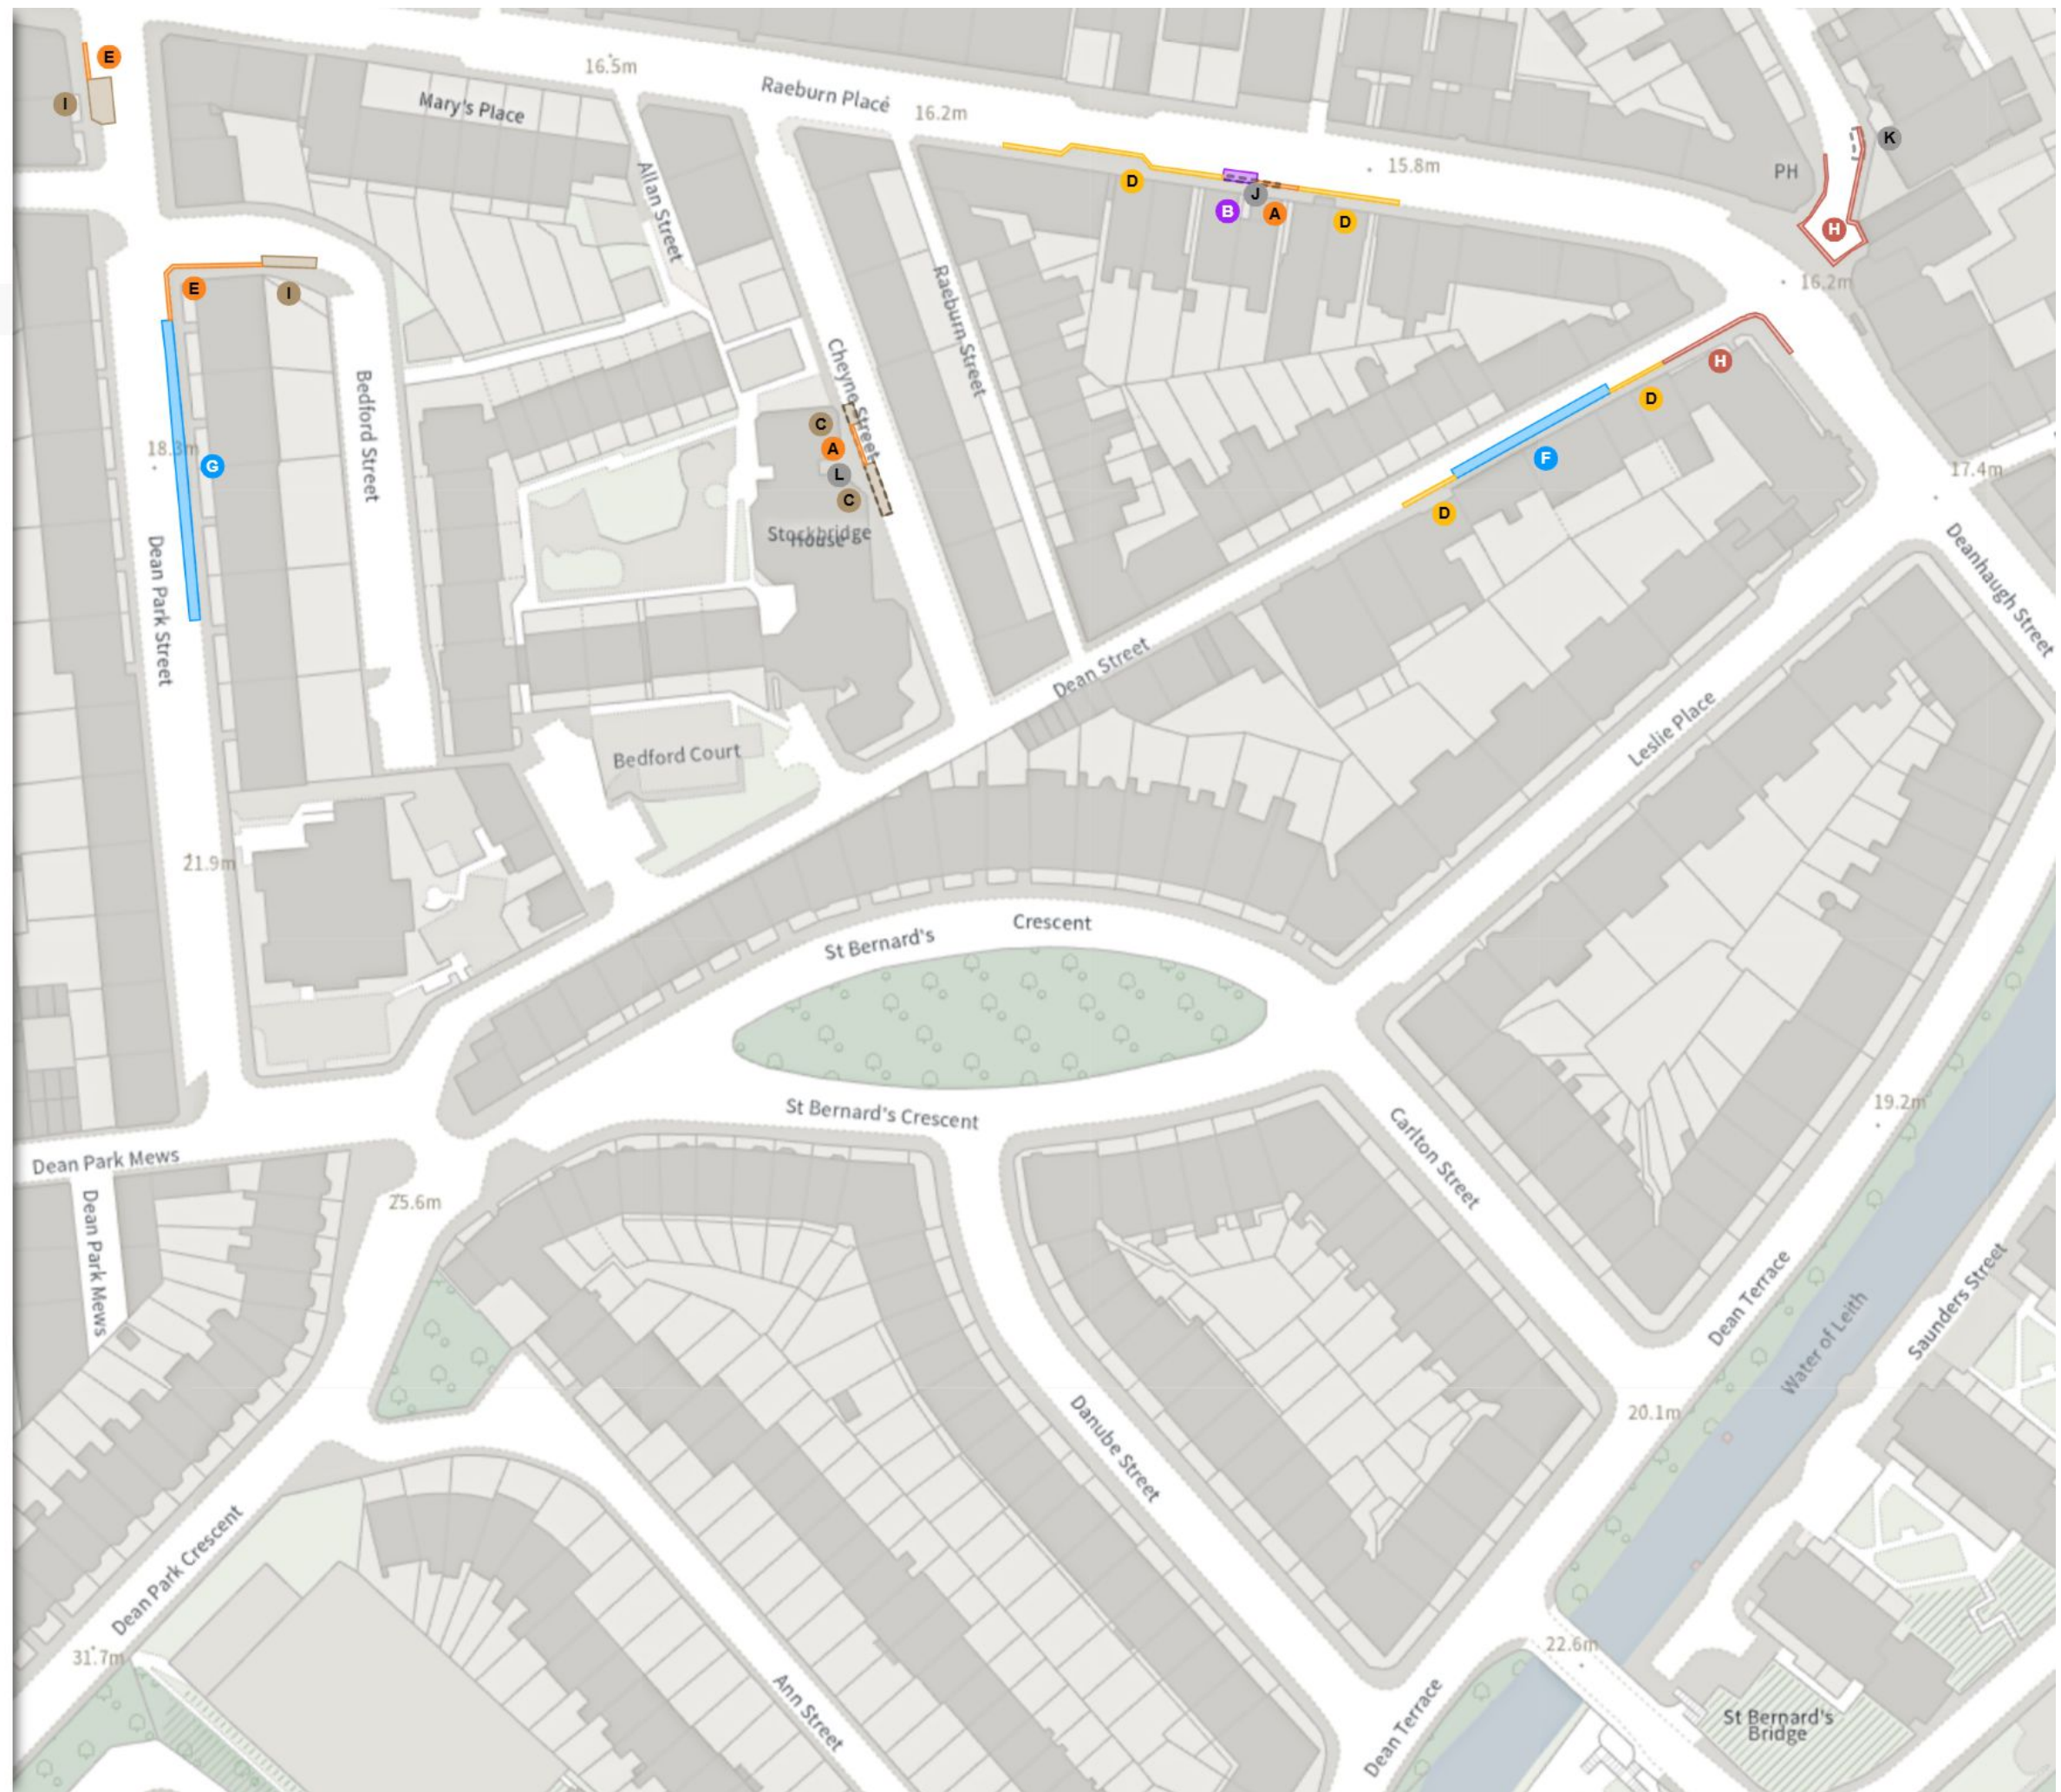 E
I
16.5m
Mary's Place
Raeburn Place
16.2m
Allan Street
15.8m
PH
K
D
J
B
A
D
H
16.2m
E
I
Raeburn Street
Cheyne Street
Bedford Street
H
D
C
A
L
C
18.3m
G
F
17.4m
D
Stockbridge
House
Dean Park Street
Deanhaugh Street
Dean Street
Leslie Place
Bedford Court
21.9m
St Bernard's
Crescent
St Bernard's Crescent
19.2m
Carlton Street
Dean Park Mews
25.6m
Dean Park Mews
Dean Terrace
Saunders Street
Water of Leith
20.1m
Danube Street
Dean Park Crescent
22.6m
31.7m
Ann Street
Dean Terrace
St Bernard's
Bridge